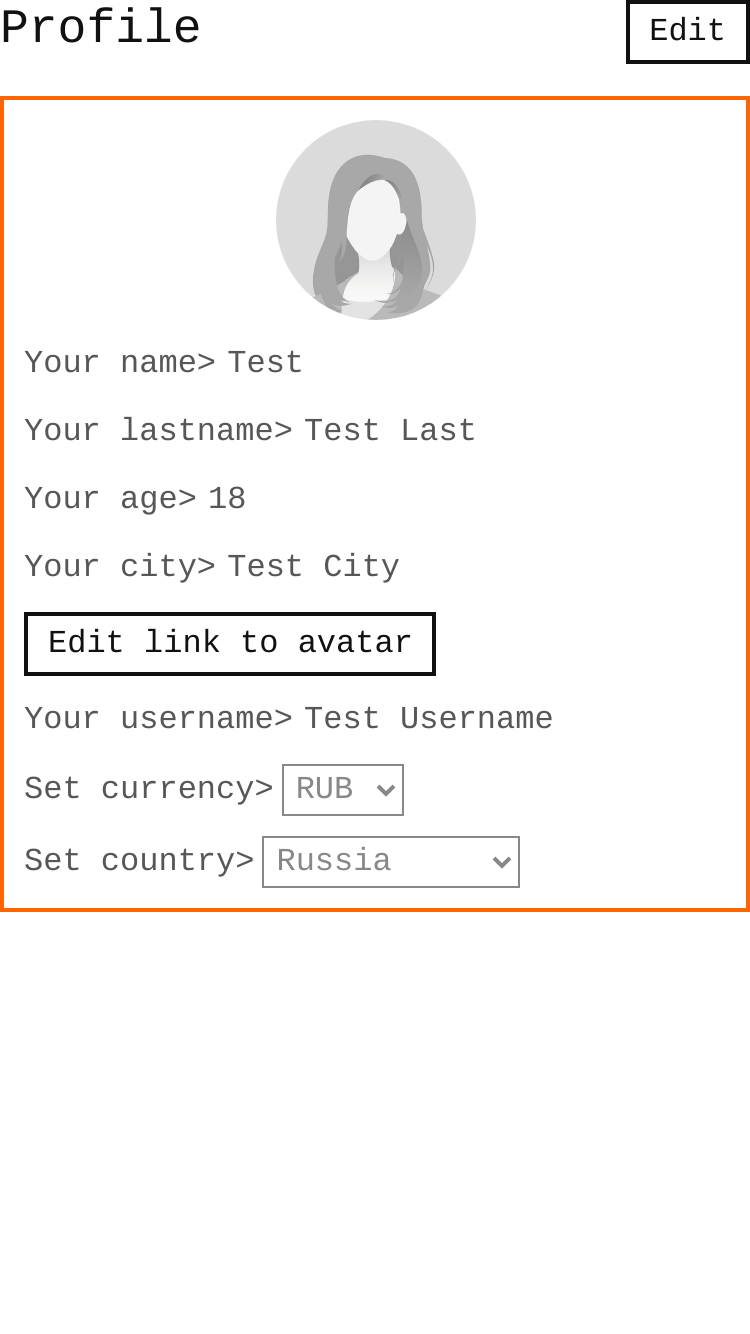 Profile
Edit
Your name> Test
Your lastname> Test Last
Your age> 18
Your city> Test City
Edit link to avatar
Your username> Test Username
Set currency> RUB
Set country> Russia